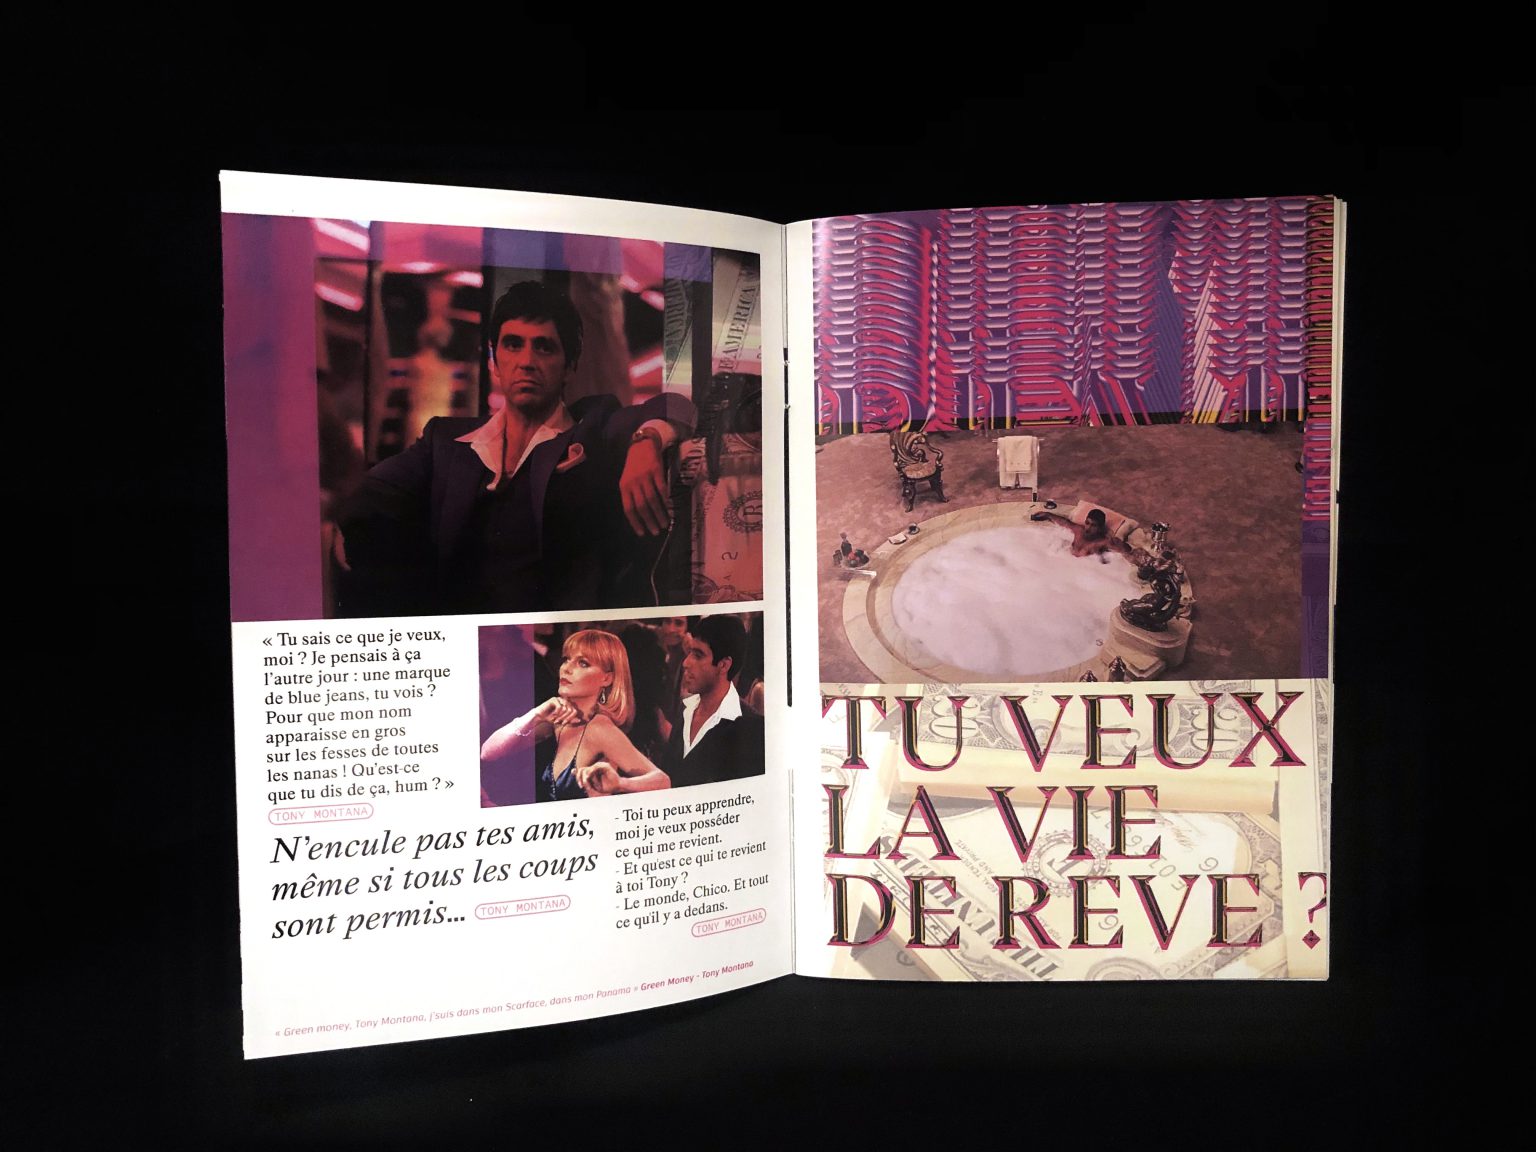 « Tu sais ce que je veux,
moi ? Je pensais à ça
l'autre jour : une marque
de blue jeans, tu vois ?
Pour que mon nom
apparaisse en gros
sur les fesses de toutes
les nanas ! Qu'est-ce
que tu dis de ça, hum ? »
TONY MONTANA
N'encule pas tes amis,
même si tous les coups
sont permis... TONY MONTANA
- Toi tu peux apprendre,
moi je veux posséder
ce qui me revient.
- Et qu'est ce qui te revient
à toi Tony ?
- Le monde, Chico. Et tout
ce qu'il y a dedans.
TONY MONTANA
« Green money, Tony Montana, j'suis dans mon Scarface, dans mon Panama » Green Money - Tony Montana
TU VEUX
LA VIE
DE REVE ?